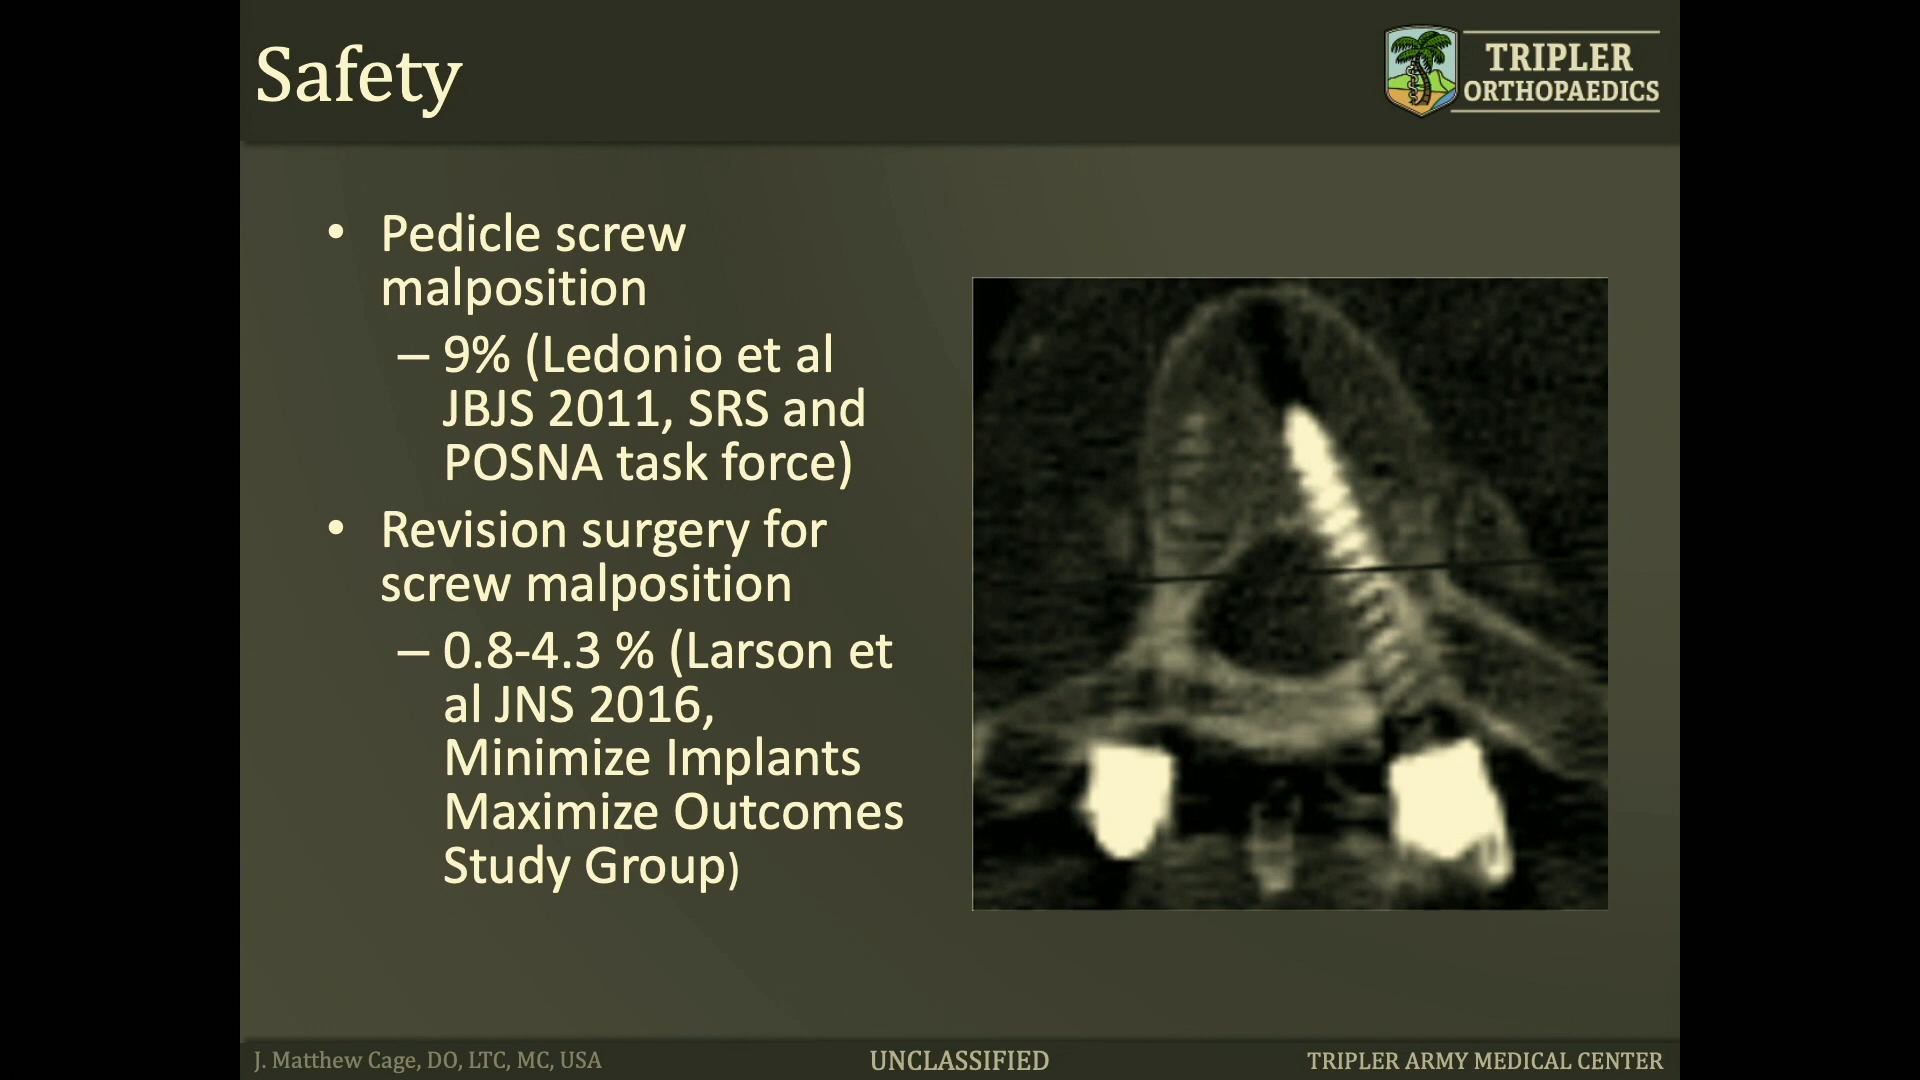 Safety
TRIPLER
ORTHOPAEDICS
• Pedicle screw
malposition
– 9% (Ledonio et al
JBJS 2011, SRS and
POSNA task force)
• Revision surgery for
screw malposition
– 0.8-4.3 % (Larson et
al JNS 2016,
Minimize Implants
Maximize Outcomes
Study Group)
J. Matthew Cage, DO, LTC, MC, USA
UNCLASSIFIED
TRIPLER ARMY MEDICAL CENTER